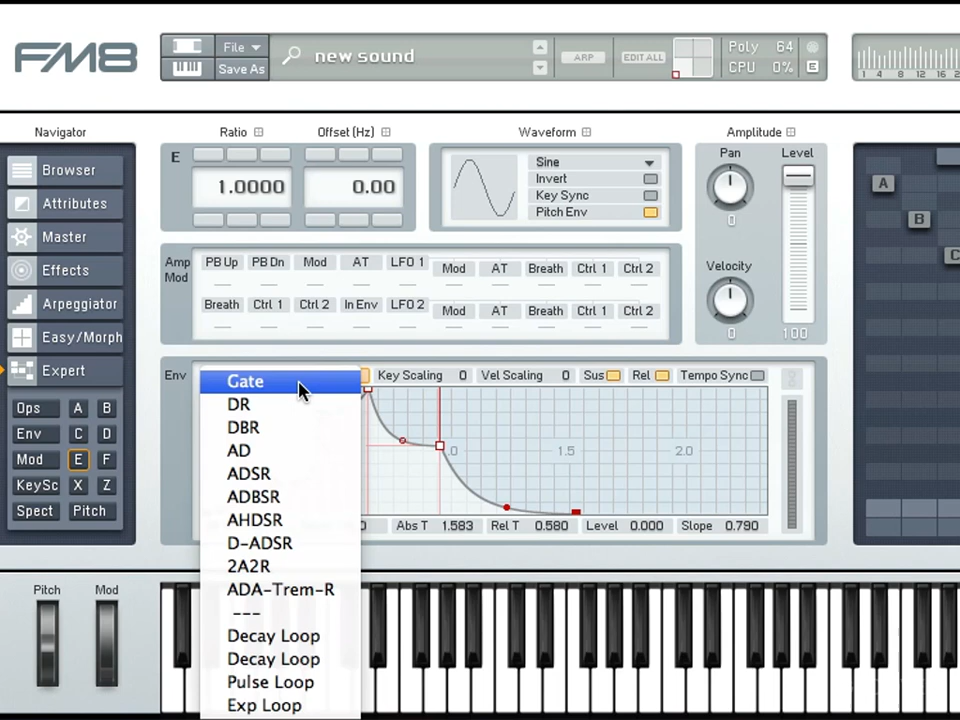 FM8
File
Save As
new sound
ARP
EDIT ALL
Poly 64
CPU 0%
E
1 4 8 12 16 2
Navigator
Browser
Attributes
Master
Effects
Arpeggiator
Easy/Morph
Expert
Ops A B
Env C D
Mod E F
KeySc X Z
Spect Pitch
Ratio
Offset (Hz)
Waveform
Amplitude
E
1.0000
0.00
Sine
Invert
Key Sync
Pitch Env
Pan
Level
0
Velocity
0
100
A
B
C
Amp
Mod
PB Up PB Dn Mod AT LFO 1 Mod AT Breath Ctrl 1 Ctrl 2
Breath Ctrl 1 Ctrl 2 In Env LFO 2 Mod AT Breath Ctrl 1 Ctrl 2
Env
Key Scaling 0 Vel Scaling 0 Sus Rel Tempo Sync
.0 1.5 2.0
0 Abs T 1.583 Rel T 0.580 Level 0.000 Slope 0.790
Gate
DR
DBR
AD
ADSR
ADBSR
AHDSR
D-ADSR
2A2R
ADA-Trem-R
---
Decay Loop
Decay Loop
Pulse Loop
Exp Loop
Pitch
Mod